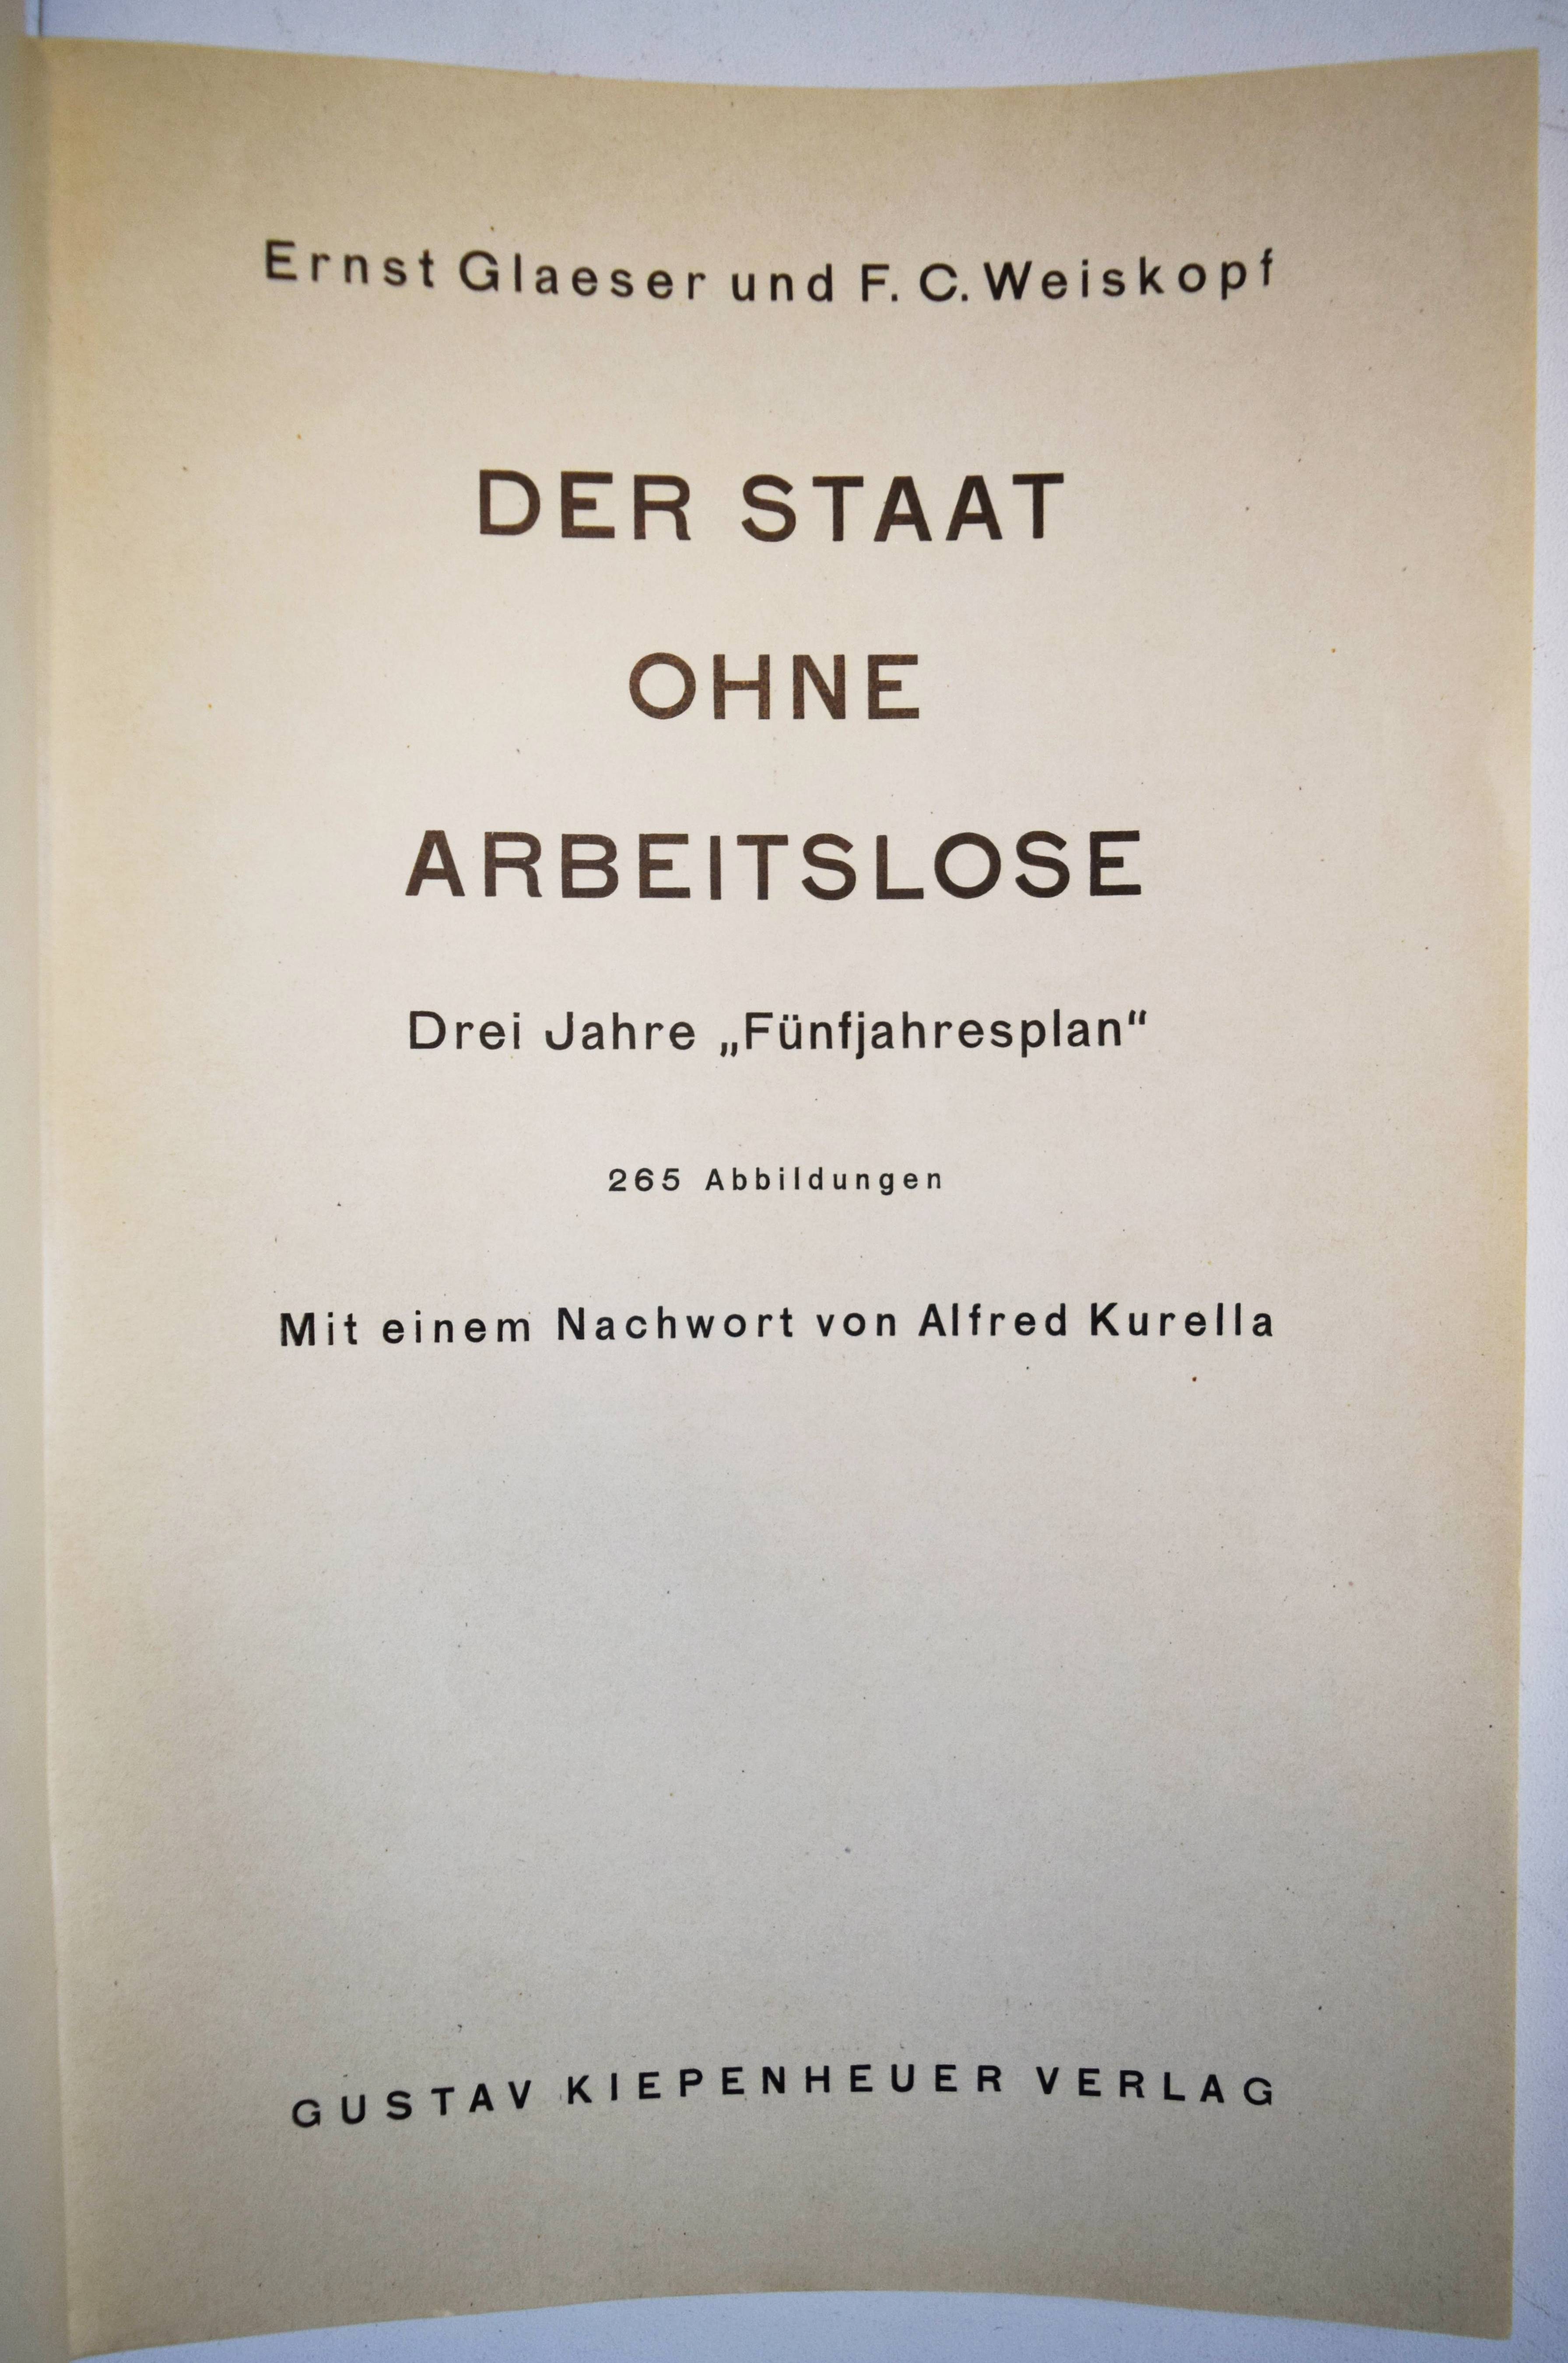 Ernst Glaeser und F. C. Weiskopf
DER STAAT
OHNE
ARBEITSLOSE
Drei Jahre „Fünfjahresplan“
265 Abbildungen
Mit einem Nachwort von Alfred Kurella
GUSTAV KIEPENHEUER VERLAG